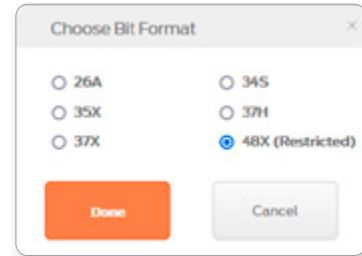 Choose Bit Format ×
26A 34S
35X 37H
37X 48X (Restricted)
Done Cancel